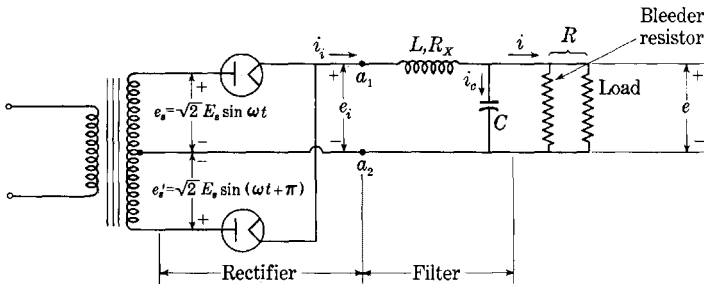 Bleeder
resistor
i_i
L,R_X
i
R
+
a_1
i_c
+
+
e_s=√2 E_s sin ωt
e_i
C
Load
e
−
−
−
−
a_2
e_s'=√2 E_s sin (ωt+π)
+
Rectifier
Filter